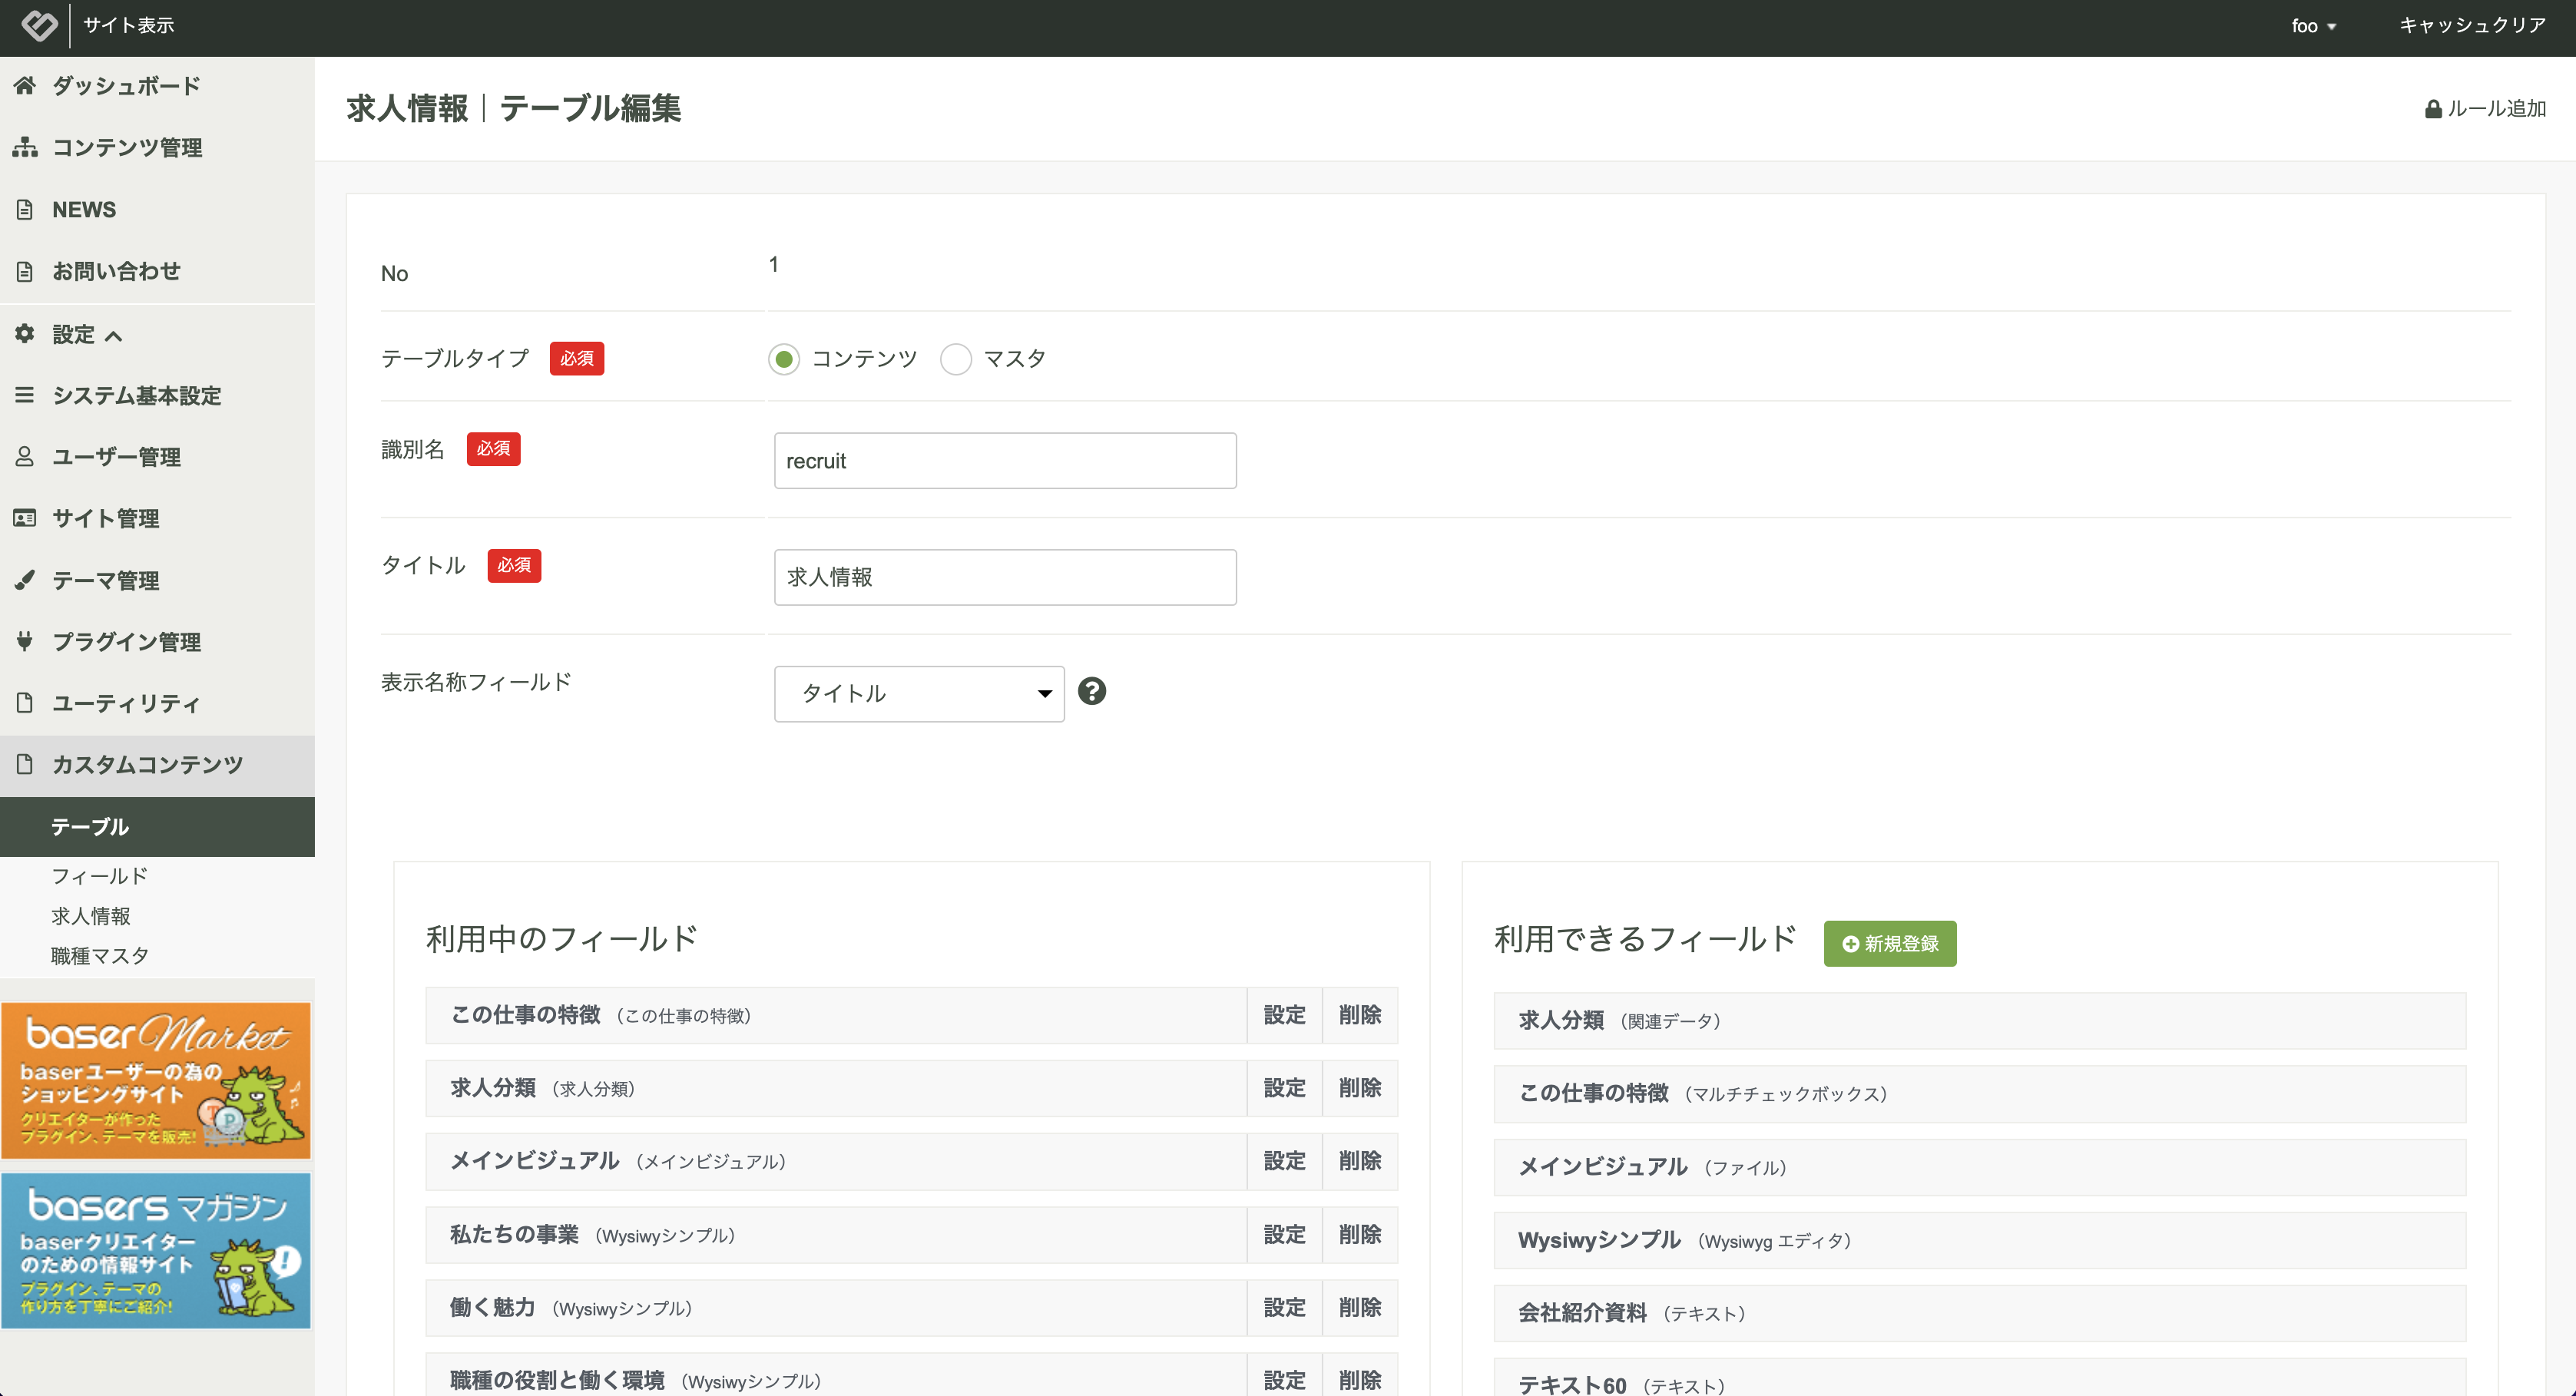 サイト表示
foo
キャッシュクリア
ダッシュボード
コンテンツ管理
NEWS
お問い合わせ
設定
システム基本設定
ユーザー管理
サイト管理
テーマ管理
プラグイン管理
ユーティリティ
カスタムコンテンツ
テーブル
フィールド
求人情報
職種マスタ
baser Market
baserユーザーの為の
ショッピングサイト
クリエイターが作った
プラグイン、テーマを販売!
basers マガジン
baserクリエイター
のための情報サイト
プラグイン、テーマの
作り方を丁寧にご紹介!
求人情報｜テーブル編集
ルール追加
No 1
テーブルタイプ 必須 コンテンツ マスタ
識別名 必須 recruit
タイトル 必須 求人情報
表示名称フィールド タイトル
利用中のフィールド
この仕事の特徴 （この仕事の特徴） 設定 削除
求人分類 （求人分類） 設定 削除
メインビジュアル （メインビジュアル） 設定 削除
私たちの事業 （Wysiwyシンプル） 設定 削除
働く魅力 （Wysiwyシンプル） 設定 削除
職種の役割と働く環境 （Wysiwyシンプル） 設定 削除
利用できるフィールド 新規登録
求人分類 （関連データ）
この仕事の特徴 （マルチチェックボックス）
メインビジュアル （ファイル）
Wysiwyシンプル （Wysiwyg エディタ）
会社紹介資料 （テキスト）
テキスト60 （テキスト）